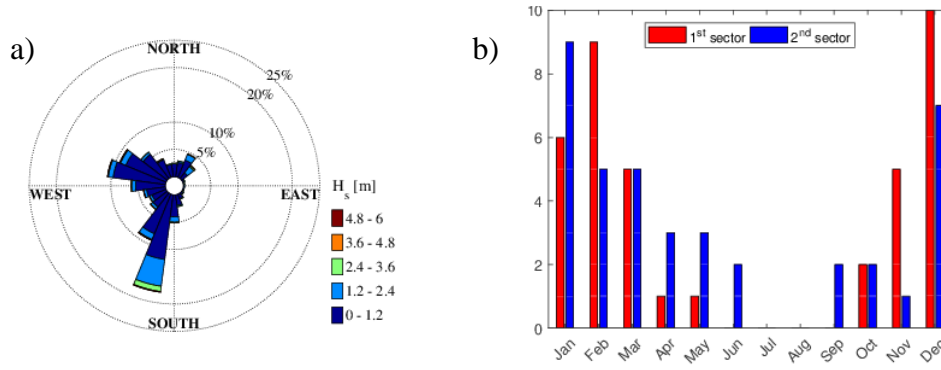 a)
NORTH
25%
20%
10%
5%
WEST
EAST
SOUTH
H_s [m]
4.8 - 6
3.6 - 4.8
2.4 - 3.6
1.2 - 2.4
0 - 1.2
b)
1st sector
2nd sector
10
8
6
4
2
0
Jan
Feb
Mar
Apr
May
Jun
Jul
Aug
Sep
Oct
Nov
Dec